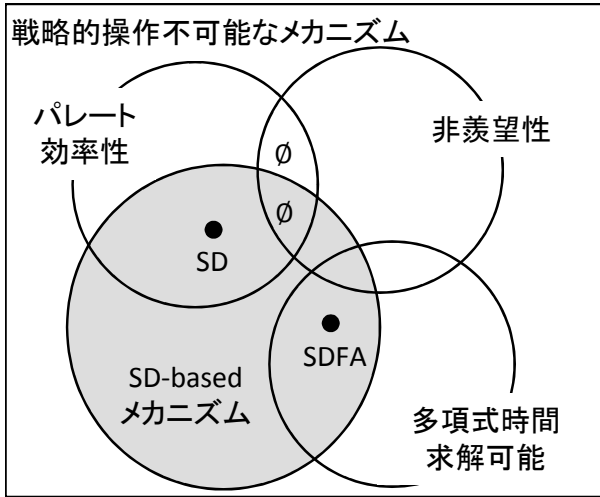 戦略的操作不可能なメカニズム
パレート
効率性
非羨望性
∅
∅
SD
SDFA
SD-based
メカニズム
多項式時間
求解可能